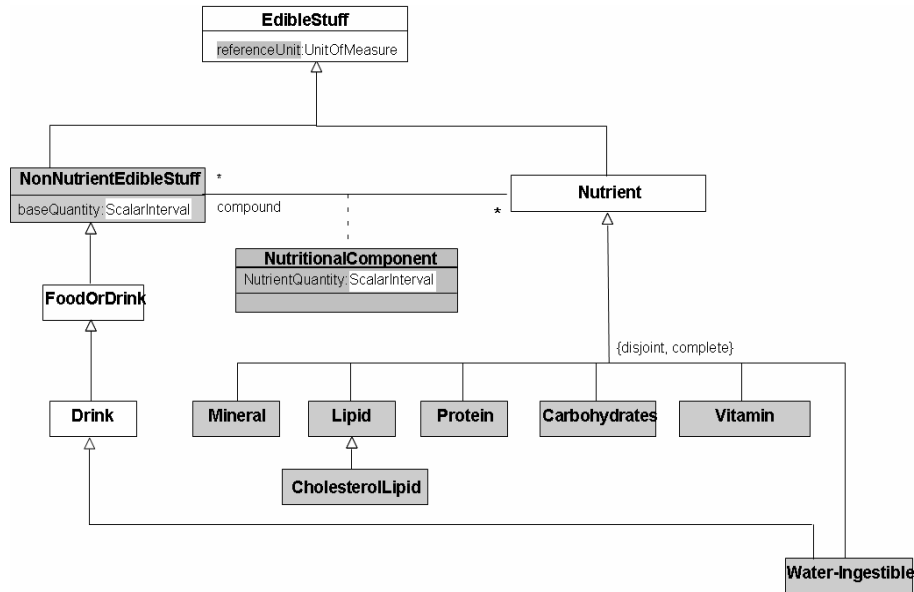 EdibleStuff
referenceUnit:UnitOfMeasure
NonNutrientEdibleStuff
baseQuantity:ScalarInterval
*
compound
*
Nutrient
NutritionalComponent
NutrientQuantity:ScalarInterval
FoodOrDrink
{disjoint, complete}
Drink
Mineral
Lipid
Protein
Carbohydrates
Vitamin
CholesterolLipid
Water-Ingestible